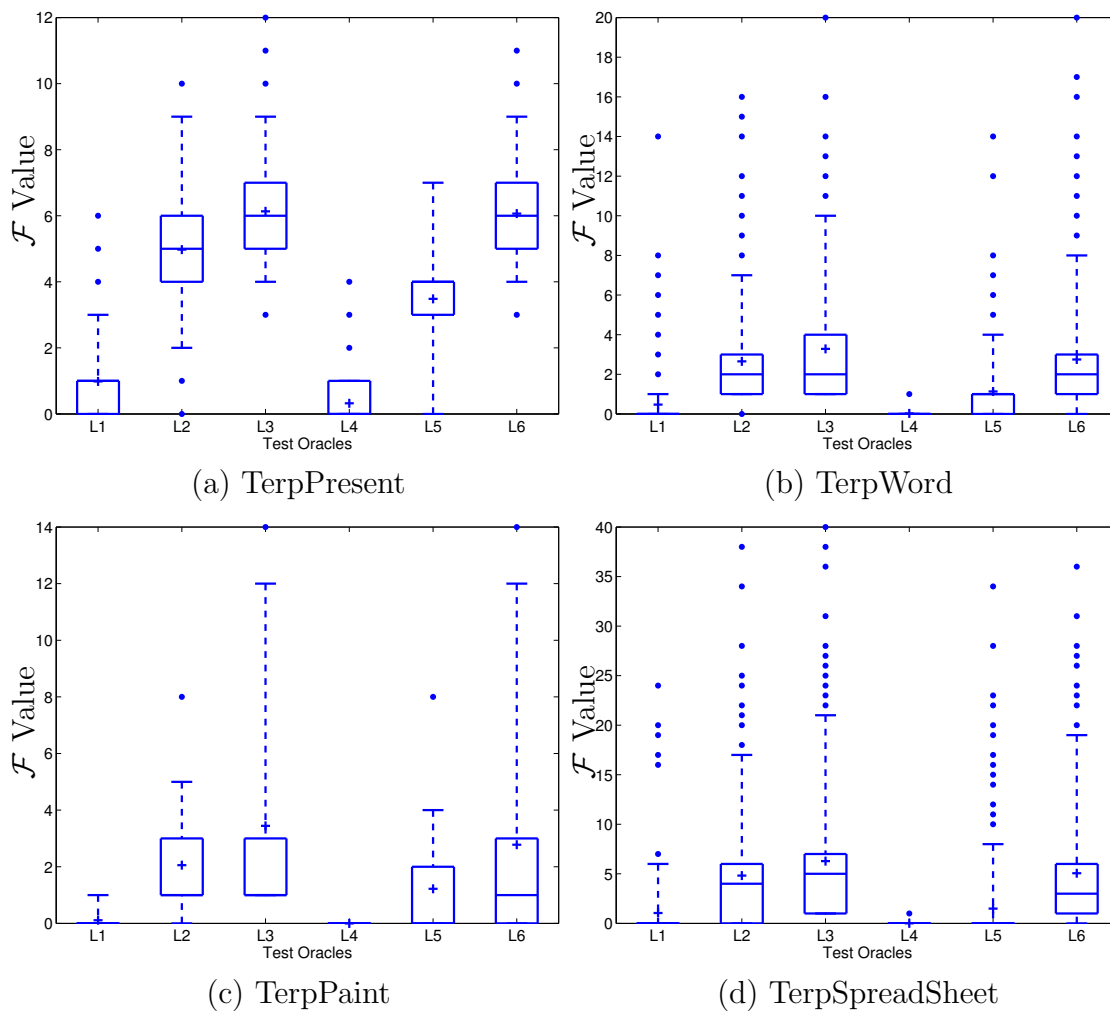 12
10
8
6
4
2
0
ℱ Value
L1 L2 L3 L4 L5 L6
Test Oracles
(a) TerpPresent
20
18
16
14
12
10
8
6
4
2
0
ℱ Value
L1 L2 L3 L4 L5 L6
Test Oracles
(b) TerpWord
14
12
10
8
6
4
2
0
ℱ Value
L1 L2 L3 L4 L5 L6
Test Oracles
(c) TerpPaint
40
35
30
25
20
15
10
5
0
ℱ Value
L1 L2 L3 L4 L5 L6
Test Oracles
(d) TerpSpreadSheet